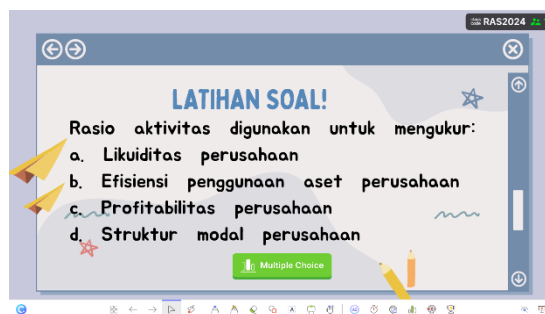 RAS2024
LATIHAN SOAL!
Rasio aktivitas digunakan untuk mengukur:
a. Likuiditas perusahaan
b. Efisiensi penggunaan aset perusahaan
c. Profitabilitas perusahaan
d. Struktur modal perusahaan
Multiple Choice